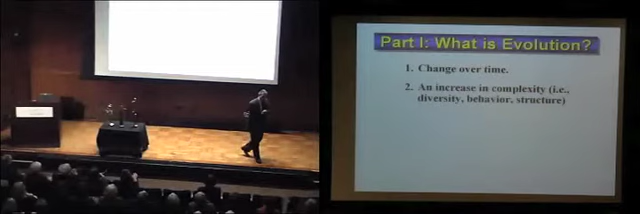 Part I: What is Evolution?
1. Change over time.
2. An increase in complexity (i.e.,
diversity, behavior, structure)